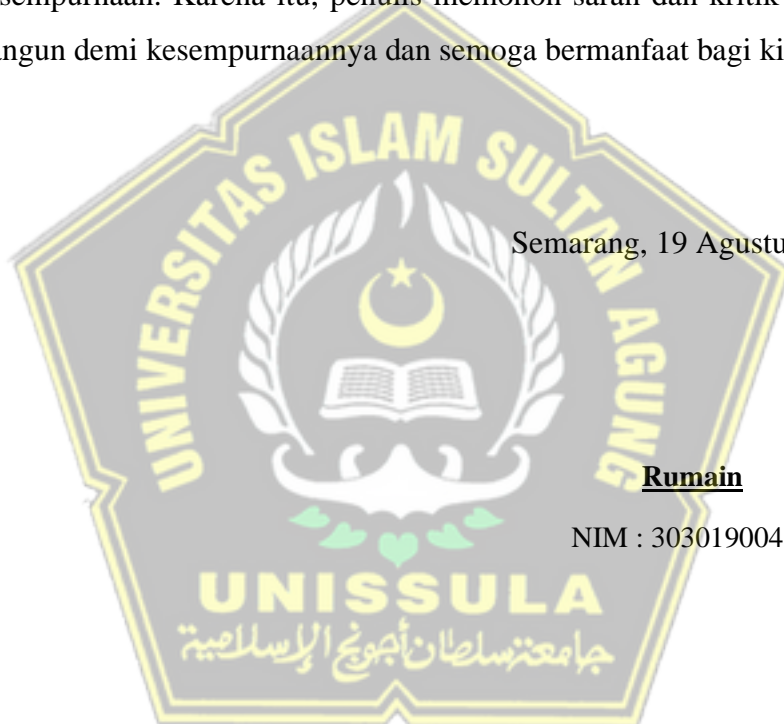 sempurnaan. Karena itu, penulis memohon saran dan kritik
angun demi kesempurnaannya dan semoga bermanfaat bagi ki
UNIVERSITAS ISLAM SULTAN AGUNG
Semarang, 19 Agustu
Rumain
NIM : 303019004
UNISSULA
جامعة سلطان أجونج الإسلامية